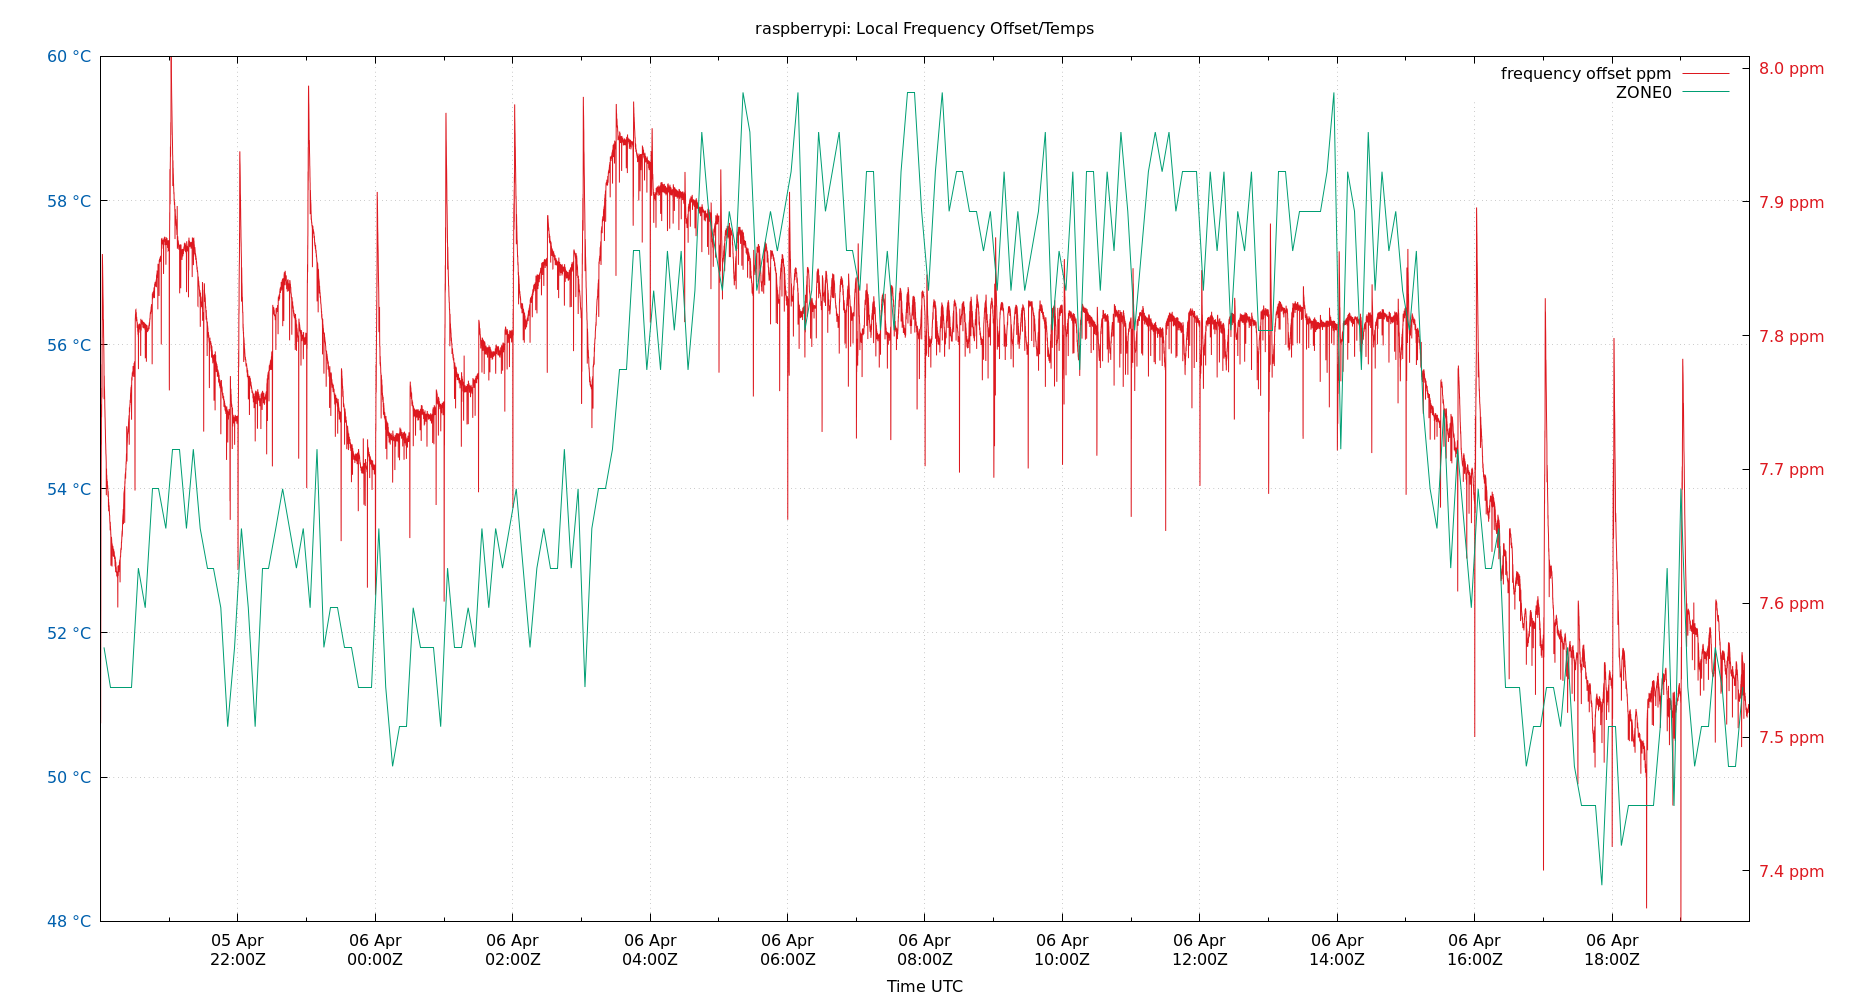 raspberrypi: Local Frequency Offset/Temps
60 °C
58 °C
56 °C
54 °C
52 °C
50 °C
48 °C
8.0 ppm
7.9 ppm
7.8 ppm
7.7 ppm
7.6 ppm
7.5 ppm
7.4 ppm
frequency offset ppm
ZONE0
05 Apr
22:00Z
06 Apr
00:00Z
06 Apr
02:00Z
06 Apr
04:00Z
06 Apr
06:00Z
06 Apr
08:00Z
06 Apr
10:00Z
06 Apr
12:00Z
06 Apr
14:00Z
06 Apr
16:00Z
06 Apr
18:00Z
Time UTC